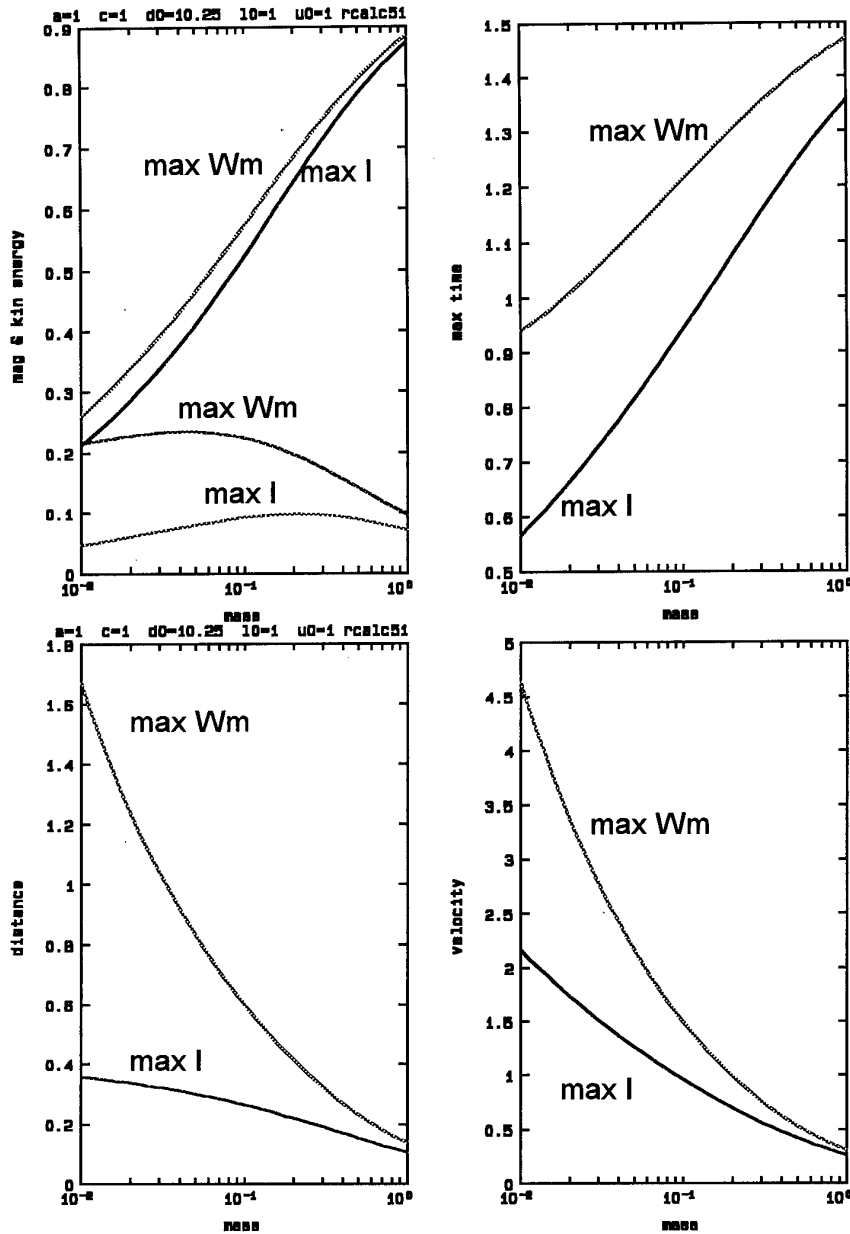 a=1 c=1 d0=10.25 l0=1 u0=1 rcalc5i
0.9
0.8
0.7
0.6
0.5
0.4
0.3
0.2
0.1
0
mag & kin energy
max Wm
max I
max Wm
max I
10⁻² 10⁻¹ 10⁰
mass
1.5
1.4
1.3
1.2
1.1
1
0.9
0.8
0.7
0.6
0.5
max time
max Wm
max I
10⁻² 10⁻¹ 10⁰
mass
a=1 c=1 d0=10.25 l0=1 u0=1 rcalc5i
1.8
1.6
1.4
1.2
1
0.8
0.6
0.4
0.2
0
distance
max Wm
max I
10⁻² 10⁻¹ 10⁰
mass
5
4.5
4
3.5
3
2.5
2
1.5
1
0.5
0
velocity
max Wm
max I
10⁻² 10⁻¹ 10⁰
mass